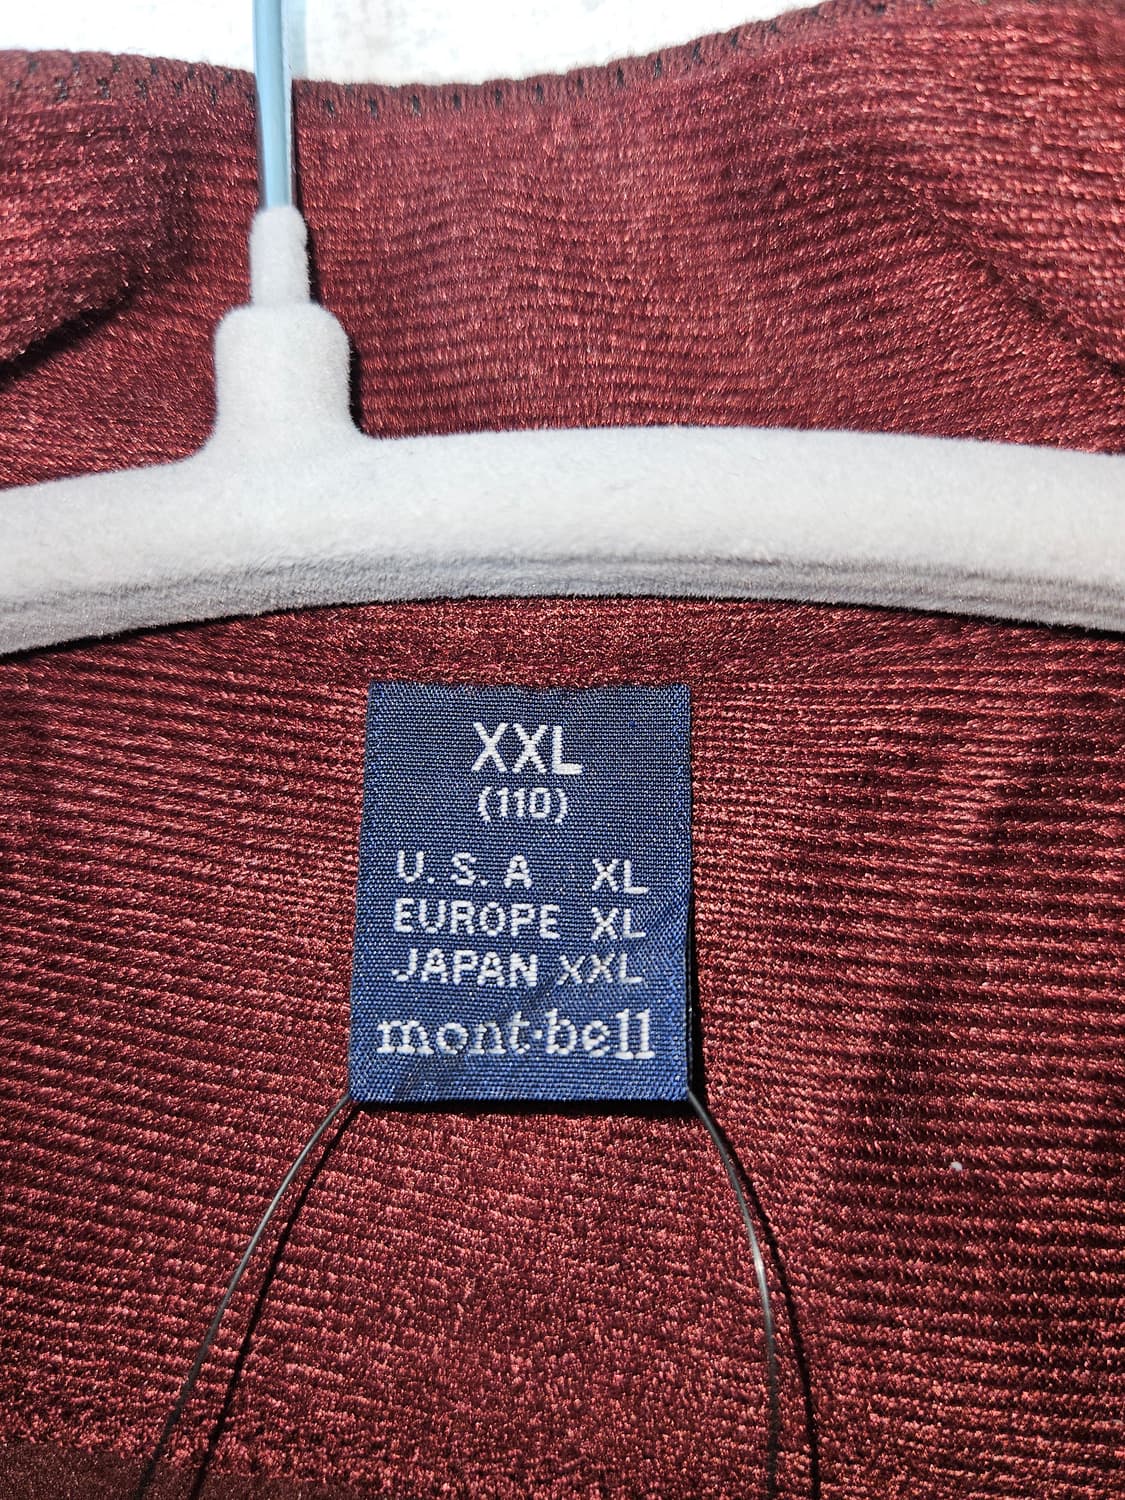 XXL
(110)
U.S.A XL
EUROPE XL
JAPAN XXL
mont·bell